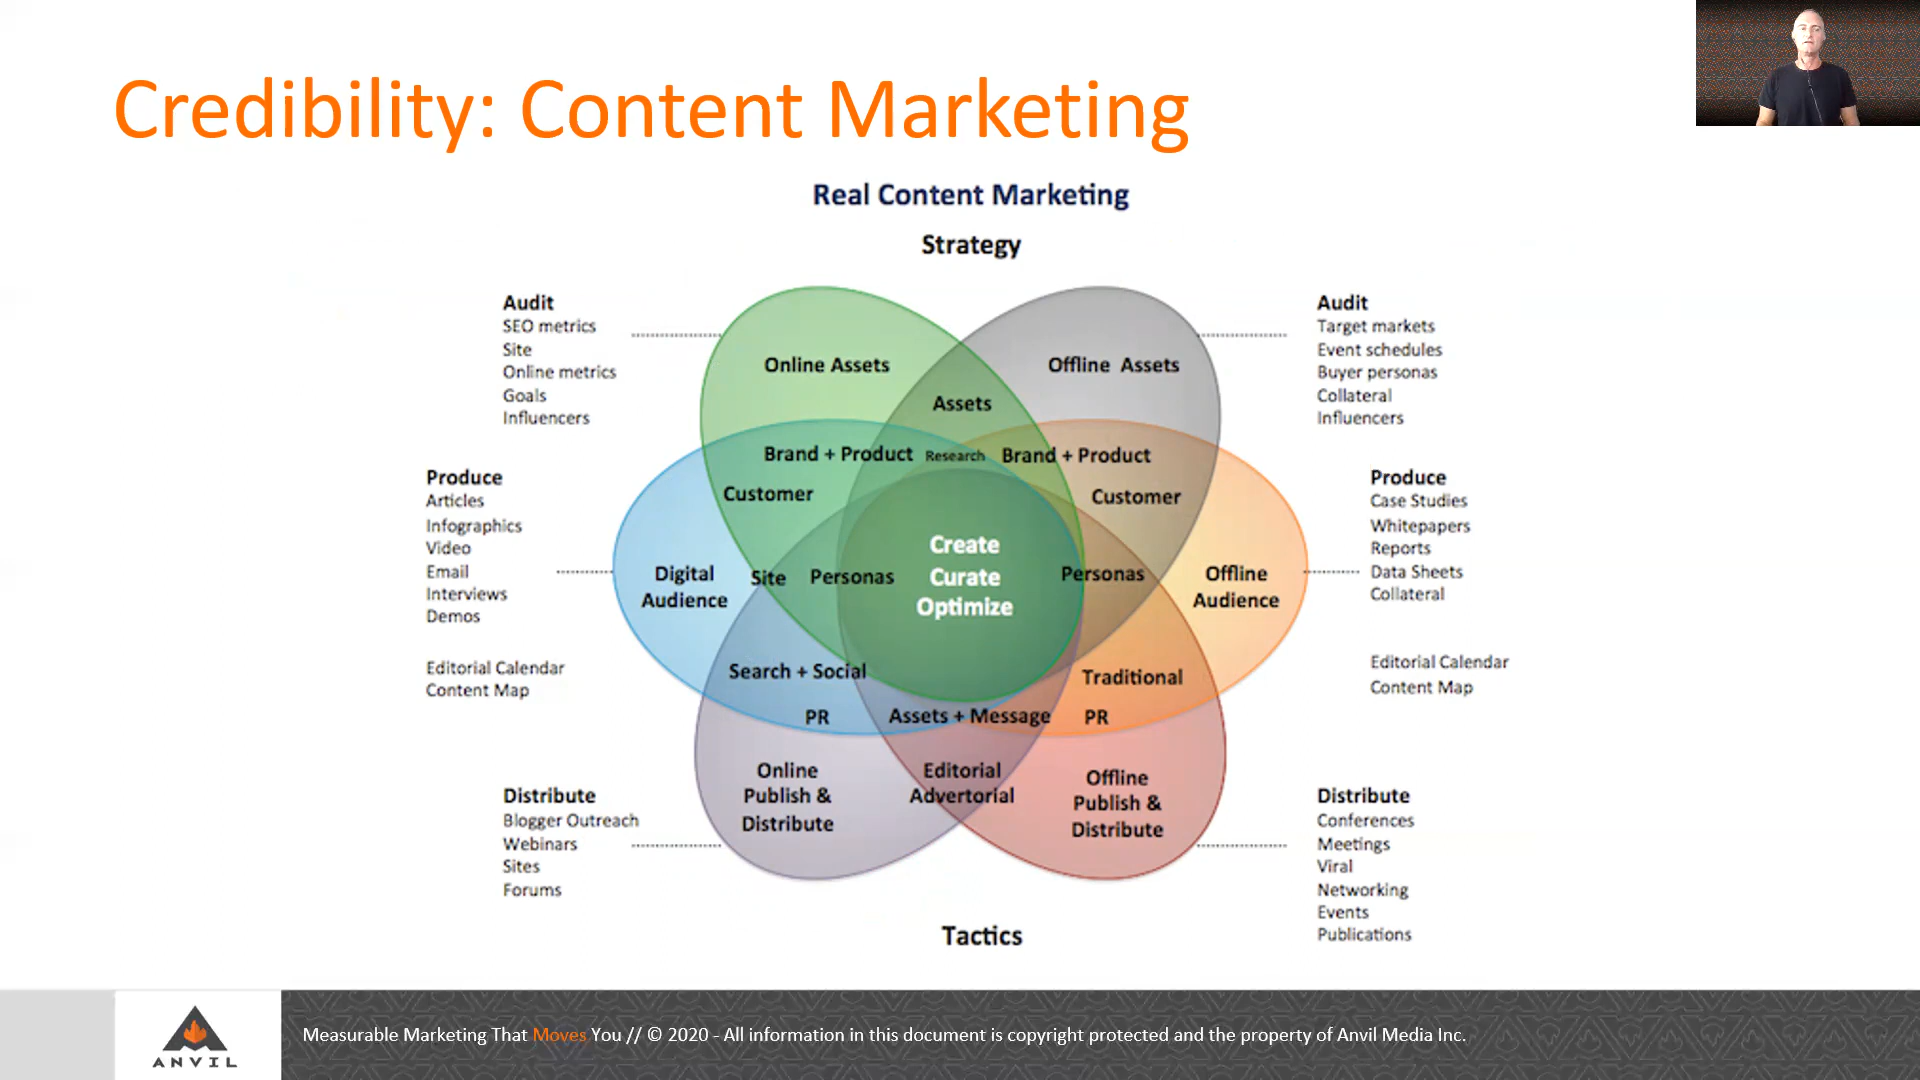 Credibility: Content Marketing
Real Content Marketing
Strategy
Audit
SEO metrics
Site
Online metrics
Goals
Influencers
Produce
Articles
Infographics
Video
Email
Interviews
Demos
Editorial Calendar
Content Map
Distribute
Blogger Outreach
Webinars
Sites
Forums
Online Assets
Offline Assets
Assets
Brand + Product
Research
Brand + Product
Customer
Customer
Create
Curate
Optimize
Digital
Audience
Site
Personas
Personas
Offline
Audience
Search + Social
Traditional
PR
Assets + Message
PR
Online
Publish &
Distribute
Editorial
Advertorial
Offline
Publish &
Distribute
Audit
Target markets
Event schedules
Buyer personas
Collateral
Influencers
Produce
Case Studies
Whitepapers
Reports
Data Sheets
Collateral
Editorial Calendar
Content Map
Distribute
Conferences
Meetings
Viral
Networking
Events
Publications
Tactics
ANVIL
Measurable Marketing That Moves You // © 2020 - All information in this document is copyright protected and the property of Anvil Media Inc.